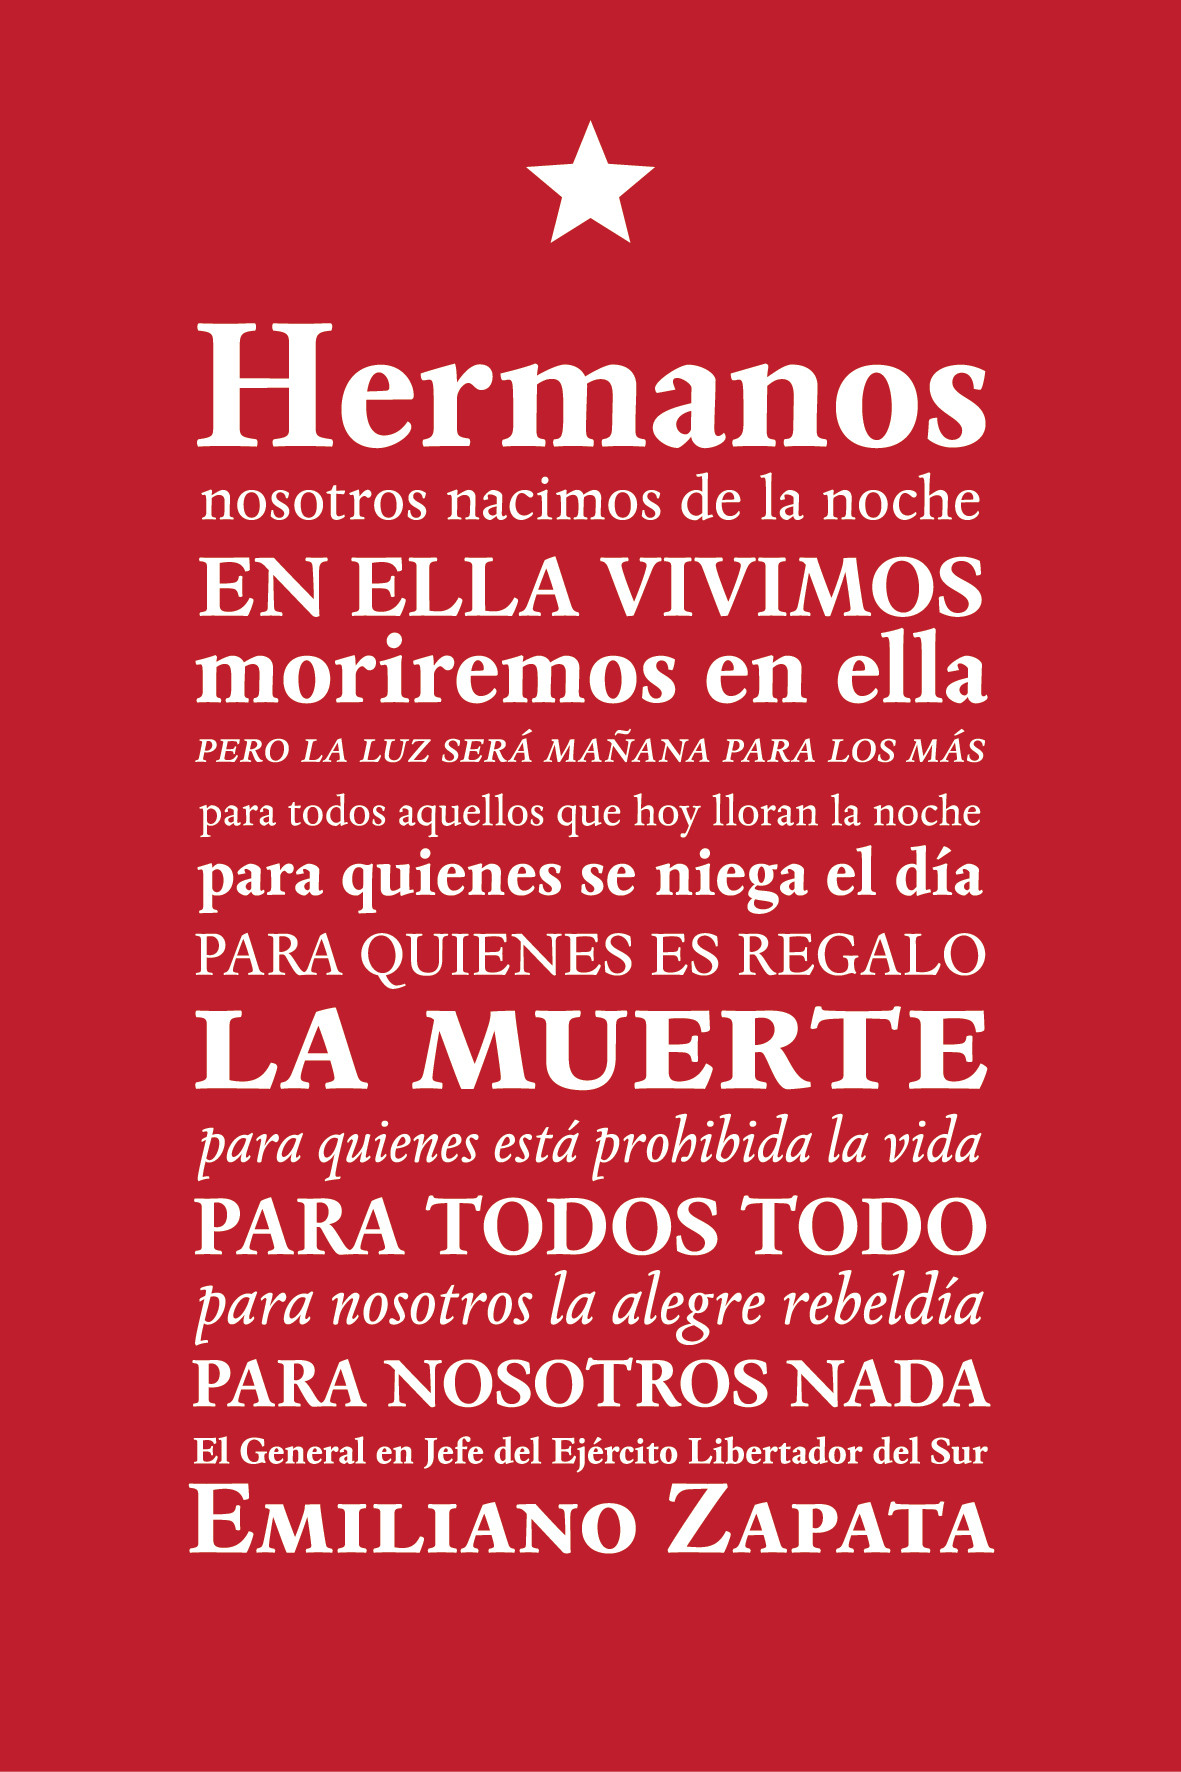 Hermanos
nosotros nacimos de la noche
EN ELLA VIVIMOS
moriremos en ella
PERO LA LUZ SERÁ MAÑANA PARA LOS MÁS
para todos aquellos que hoy lloran la noche
para quienes se niega el día
PARA QUIENES ES REGALO
LA MUERTE
para quienes está prohibida la vida
PARA TODOS TODO
para nosotros la alegre rebeldía
PARA NOSOTROS NADA
El General en Jefe del Ejército Libertador del Sur
EMILIANO ZAPATA